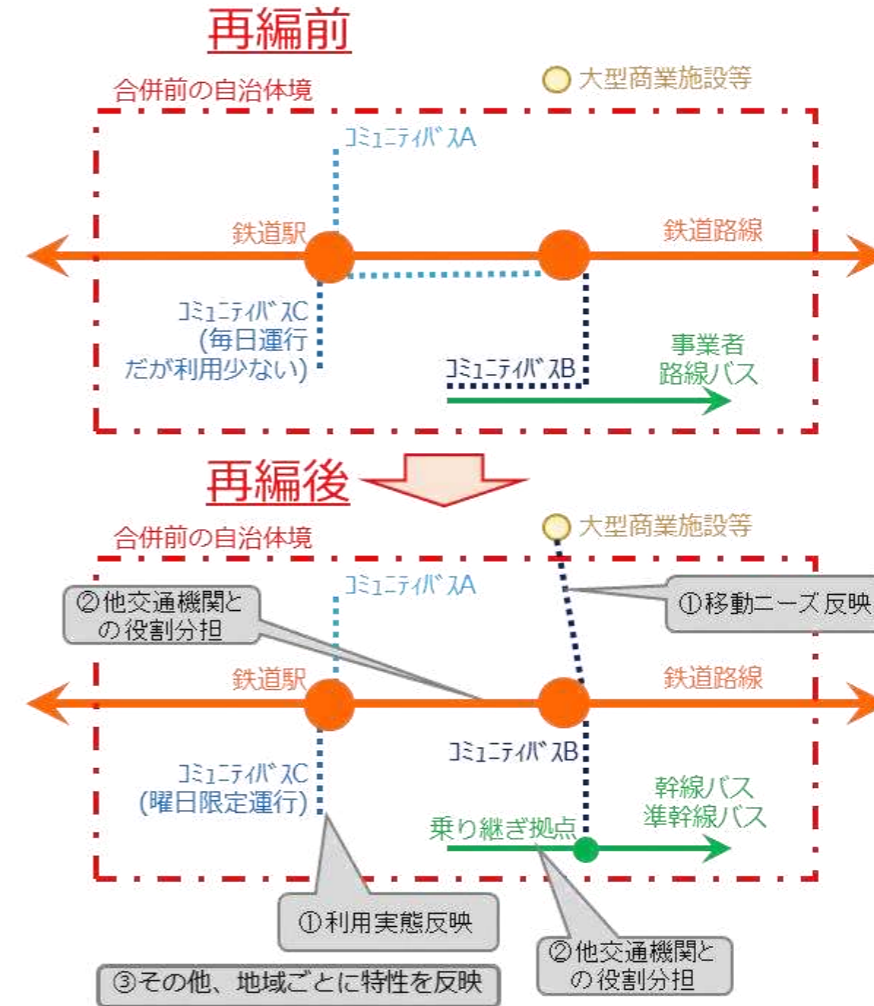 再編前
大型商業施設等
合併前の自治体境
コミュニティバスA
鉄道駅
鉄道路線
コミュニティバスC
(毎日運行
だが利用少ない)
コミュニティバスB
事業者
路線バス
再編後
大型商業施設等
合併前の自治体境
コミュニティバスA
②他交通機関と
の役割分担
①移動ニーズ反映
鉄道駅
鉄道路線
コミュニティバスB
コミュニティバスC
(曜日限定運行)
幹線バス
準幹線バス
乗り継ぎ拠点
①利用実態反映
②他交通機関と
の役割分担
③その他、地域ごとに特性を反映